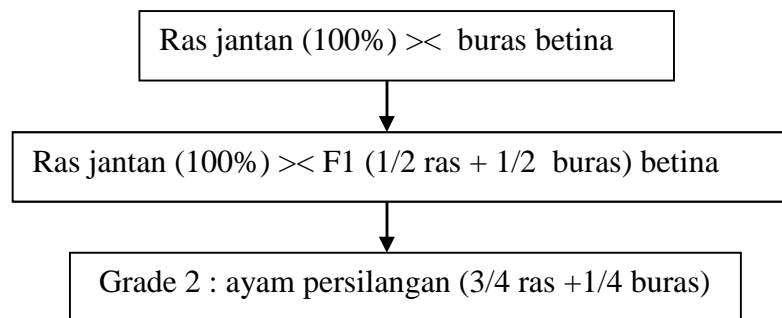 Ras jantan (100%) >< buras betina
Ras jantan (100%) >< F1 (1/2 ras + 1/2 buras) betina
Grade 2 : ayam persilangan (3/4 ras +1/4 buras)